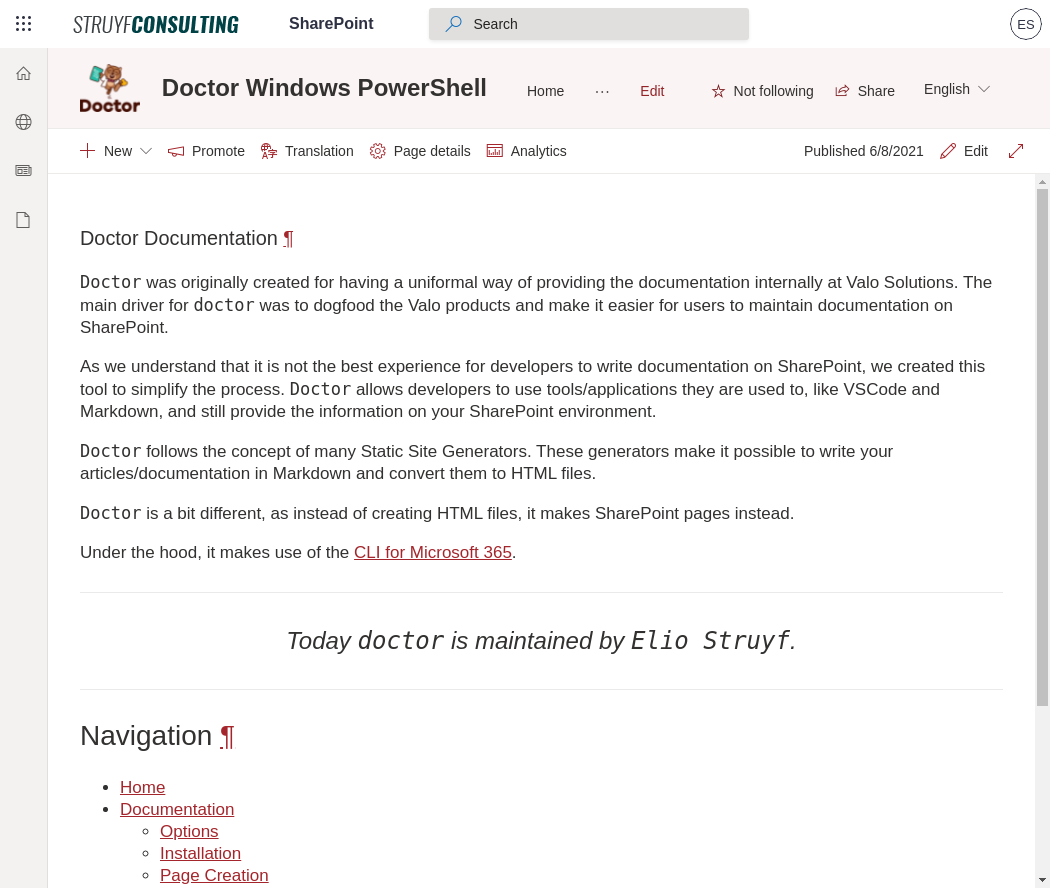 STRUYFCONSULTING SharePoint Search ES
Doctor Doctor Windows PowerShell Home ··· Edit Not following Share English
New Promote Translation Page details Analytics Published 6/8/2021 Edit
Doctor Documentation ¶
Doctor was originally created for having a uniformal way of providing the documentation internally at Valo Solutions. The
main driver for doctor was to dogfood the Valo products and make it easier for users to maintain documentation on
SharePoint.
As we understand that it is not the best experience for developers to write documentation on SharePoint, we created this
tool to simplify the process. Doctor allows developers to use tools/applications they are used to, like VSCode and
Markdown, and still provide the information on your SharePoint environment.
Doctor follows the concept of many Static Site Generators. These generators make it possible to write your
articles/documentation in Markdown and convert them to HTML files.
Doctor is a bit different, as instead of creating HTML files, it makes SharePoint pages instead.
Under the hood, it makes use of the CLI for Microsoft 365.
Today doctor is maintained by Elio Struyf.
Navigation ¶
Home
Documentation
Options
Installation
Page Creation